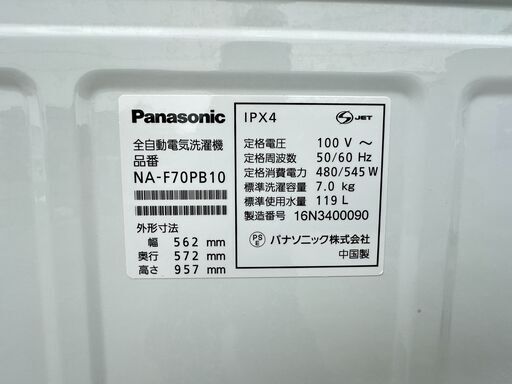 Panasonic
全自動電気洗濯機
品番
NA-F70PB10
外形寸法
幅 562 mm
奥行 572 mm
高さ 957 mm
IPX4
S JET
定格電圧 100 V ～
定格周波数 50/60 Hz
定格消費電力 480/545 W
標準洗濯容量 7.0 kg
標準使用水量 119 L
製造番号 16N3400090
PS E パナソニック株式会社
中国製